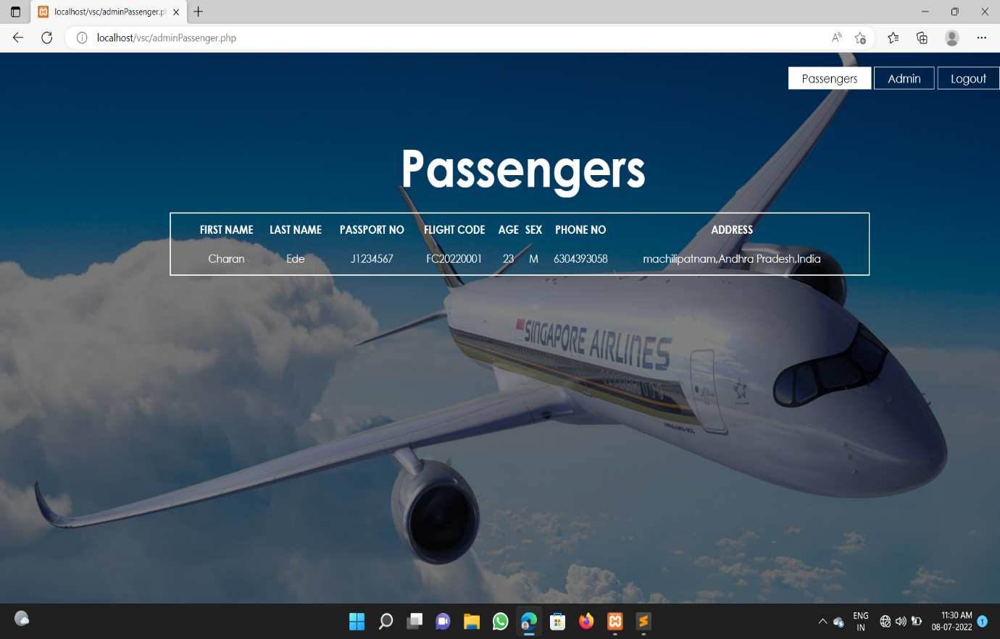 localhost/vsc/adminPassenger.p
localhost/vsc/adminPassenger.php
Passengers Admin Logout
Passengers
FIRST NAME LAST NAME PASSPORT NO FLIGHT CODE AGE SEX PHONE NO ADDRESS
Charan Ede J1234567 FC20220001 23 M 6304393058 machilipatnam,Andhra Pradesh,India
SINGAPORE AIRLINES
ENG
IN
11:30 AM
08-07-2022
1